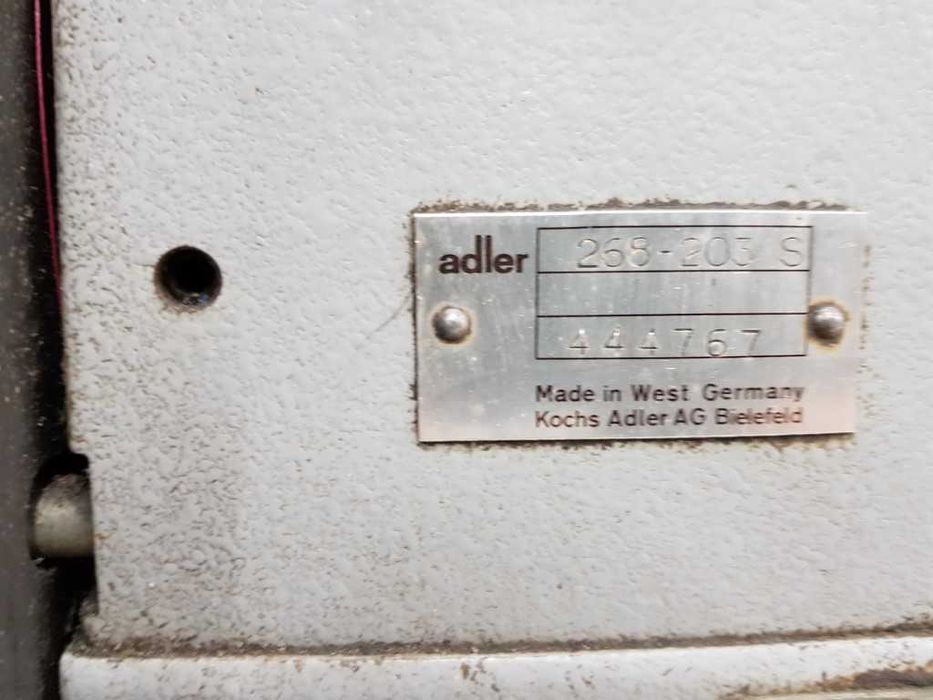 adler 268-203 S
444767
Made in West Germany
Kochs Adler AG Bielefeld